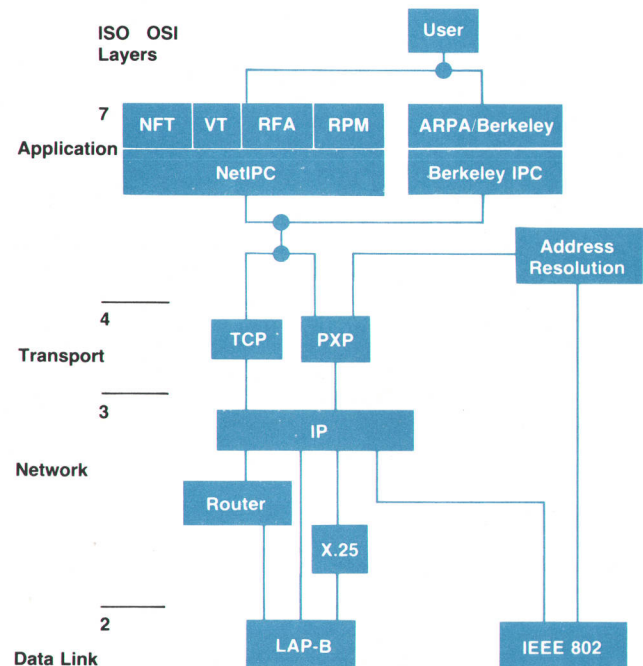 ISO OSI
Layers
User
7
Application
NFT
VT
RFA
RPM
ARPA/Berkeley
NetIPC
Berkeley IPC
Address
Resolution
4
Transport
TCP
PXP
3
IP
Network
Router
X.25
2
Data Link
LAP-B
IEEE 802